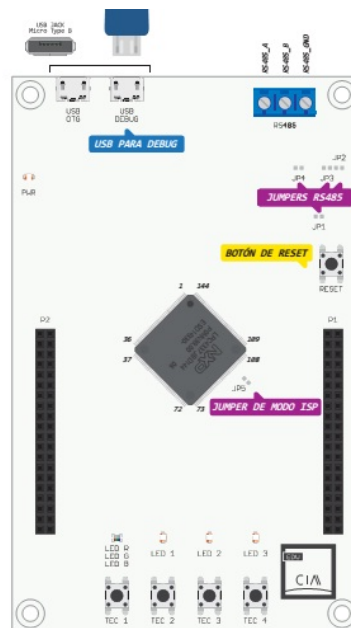 USB JACK
Micro Type B
RS485_A
RS485_B
RS485_GND
USB
OTG
USB
DEBUG
RS485
USB PARA DEBUG
JP2
JP4
JP3
PWR
JUMPERS RS485
JP1
BOTÓN DE RESET
RESET
1
144
P2
P1
36
37
109
108
NXP
JP5
72
73
JUMPER DE MODO ISP
LED R
LED G
LED B
LED 1
LED 2
LED 3
EDU
CIAA
TEC 1
TEC 2
TEC 3
TEC 4